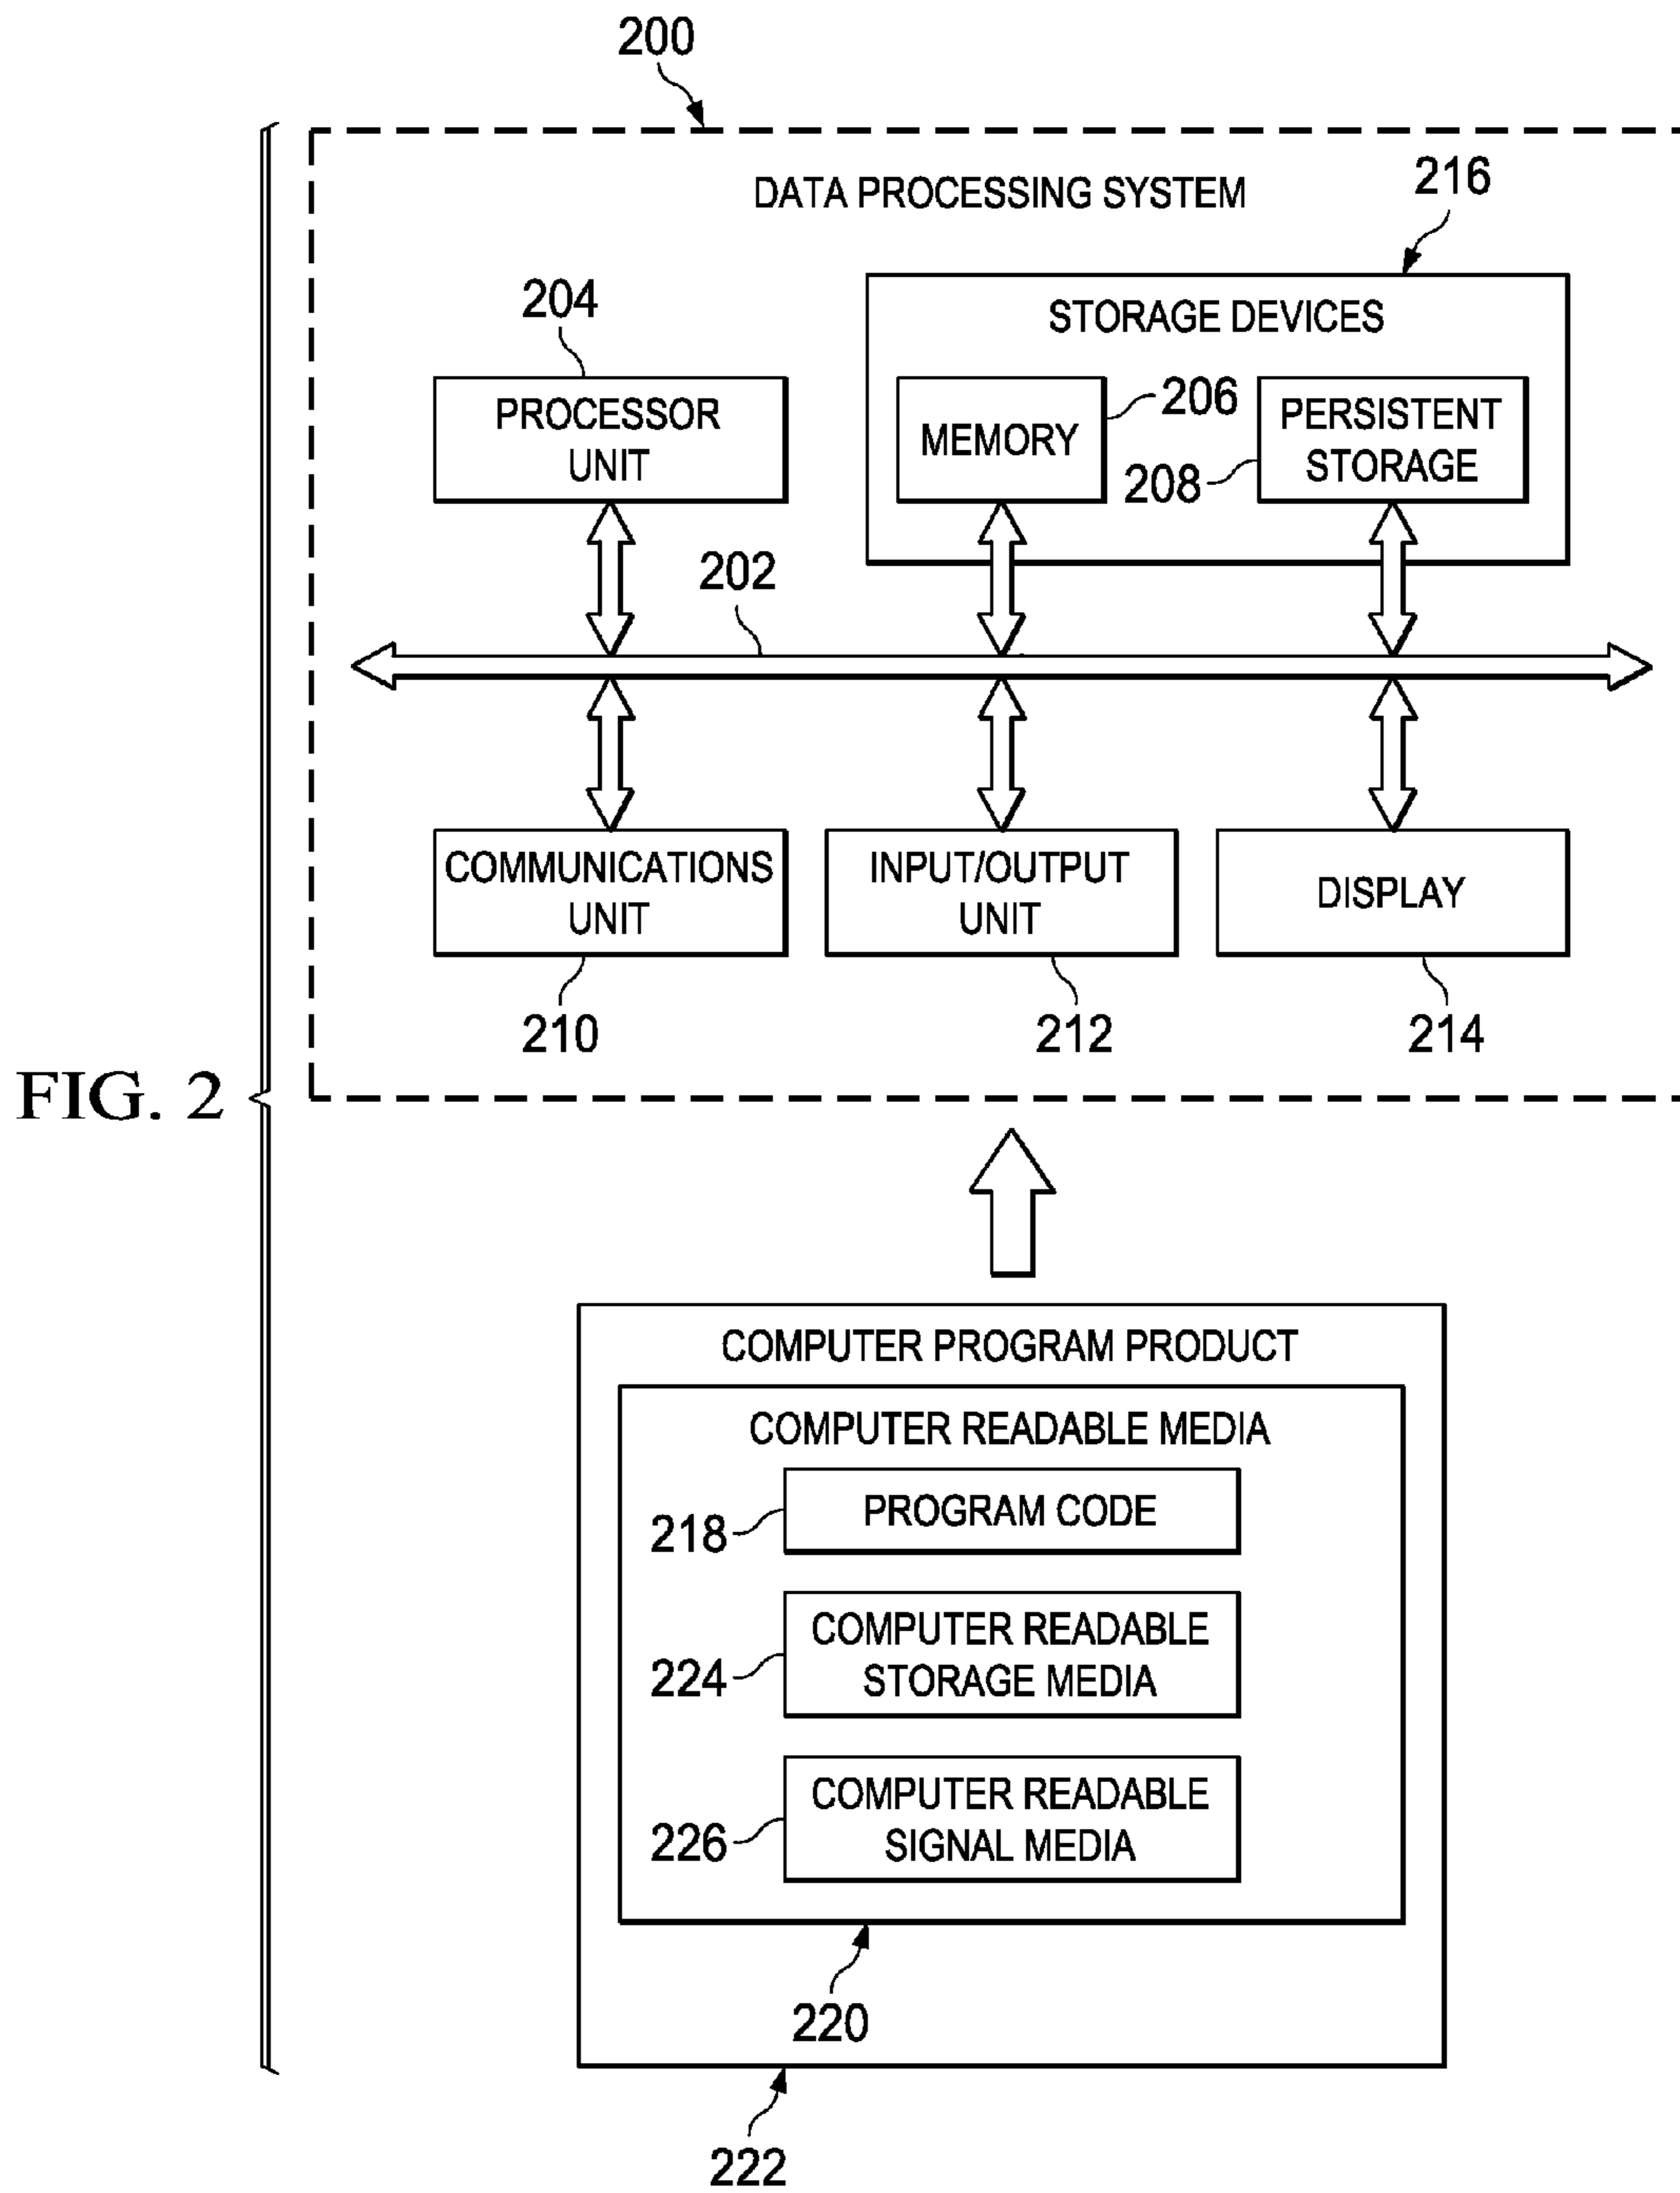 200
DATA PROCESSING SYSTEM
216
204
STORAGE DEVICES
PROCESSOR
UNIT
MEMORY
206
PERSISTENT
STORAGE
208
202
COMMUNICATIONS
UNIT
INPUT/OUTPUT
UNIT
DISPLAY
210
212
214
FIG. 2
COMPUTER PROGRAM PRODUCT
COMPUTER READABLE MEDIA
218
PROGRAM CODE
COMPUTER READABLE
STORAGE MEDIA
224
COMPUTER READABLE
SIGNAL MEDIA
226
220
222